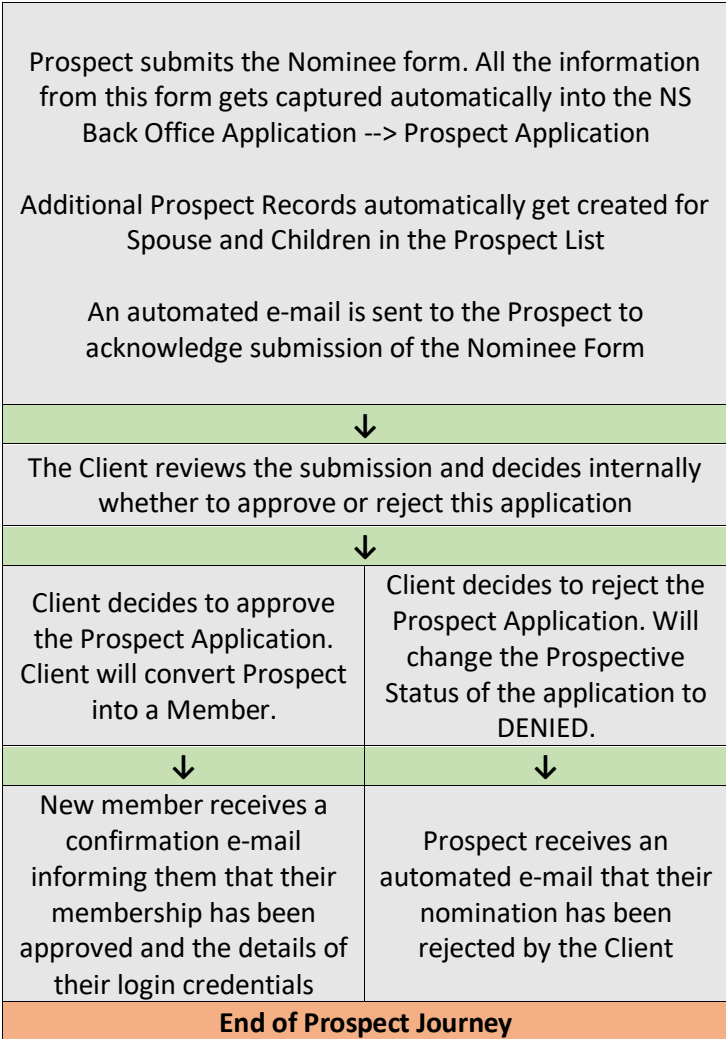 Prospect submits the Nominee form. All the information
from this form gets captured automatically into the NS
Back Office Application --> Prospect Application
Additional Prospect Records automatically get created for
Spouse and Children in the Prospect List
An automated e-mail is sent to the Prospect to
acknowledge submission of the Nominee Form
↓
The Client reviews the submission and decides internally
whether to approve or reject this application
↓
Client decides to approve
the Prospect Application.
Client will convert Prospect
into a Member.
Client decides to reject the
Prospect Application. Will
change the Prospective
Status of the application to
DENIED.
↓
↓
New member receives a
confirmation e-mail
informing them that their
membership has been
approved and the details of
their login credentials
Prospect receives an
automated e-mail that their
nomination has been
rejected by the Client
End of Prospect Journey